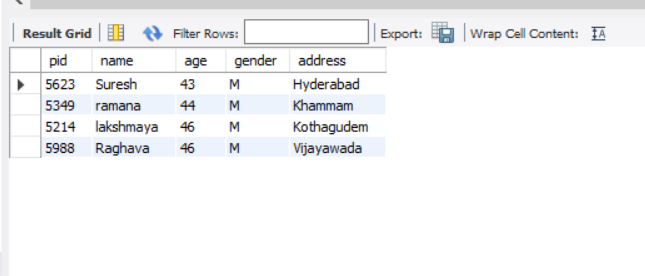 Result Grid Filter Rows: Export: Wrap Cell Content: IA
pid name age gender address
5623 Suresh 43 M Hyderabad
5349 ramana 44 M Khammam
5214 lakshmaya 46 M Kothagudem
5988 Raghava 46 M Vijayawada